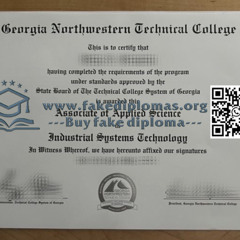 Georgia Northwestern Technical College
This is to certify that
having completed the requirements of the program
under standards approved by the
State Board of The Technical College System of Georgia
is awarded this
www.fakediplomas.org
Associate of Applied Science
---Buy fake diploma---
Industrial Systems Technology
In Witness Whereof, we have hereunto affixed our signatures